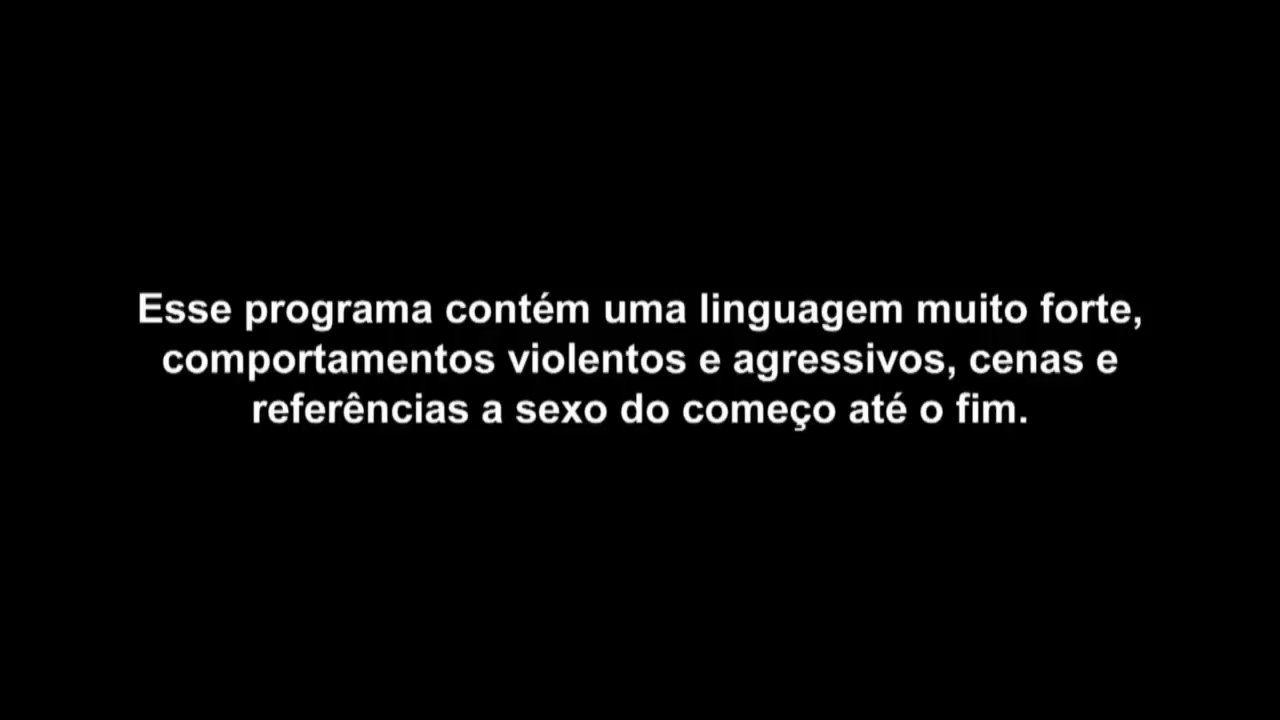 Esse programa contém uma linguagem muito forte,
comportamentos violentos e agressivos, cenas e
referências a sexo do começo até o fim.